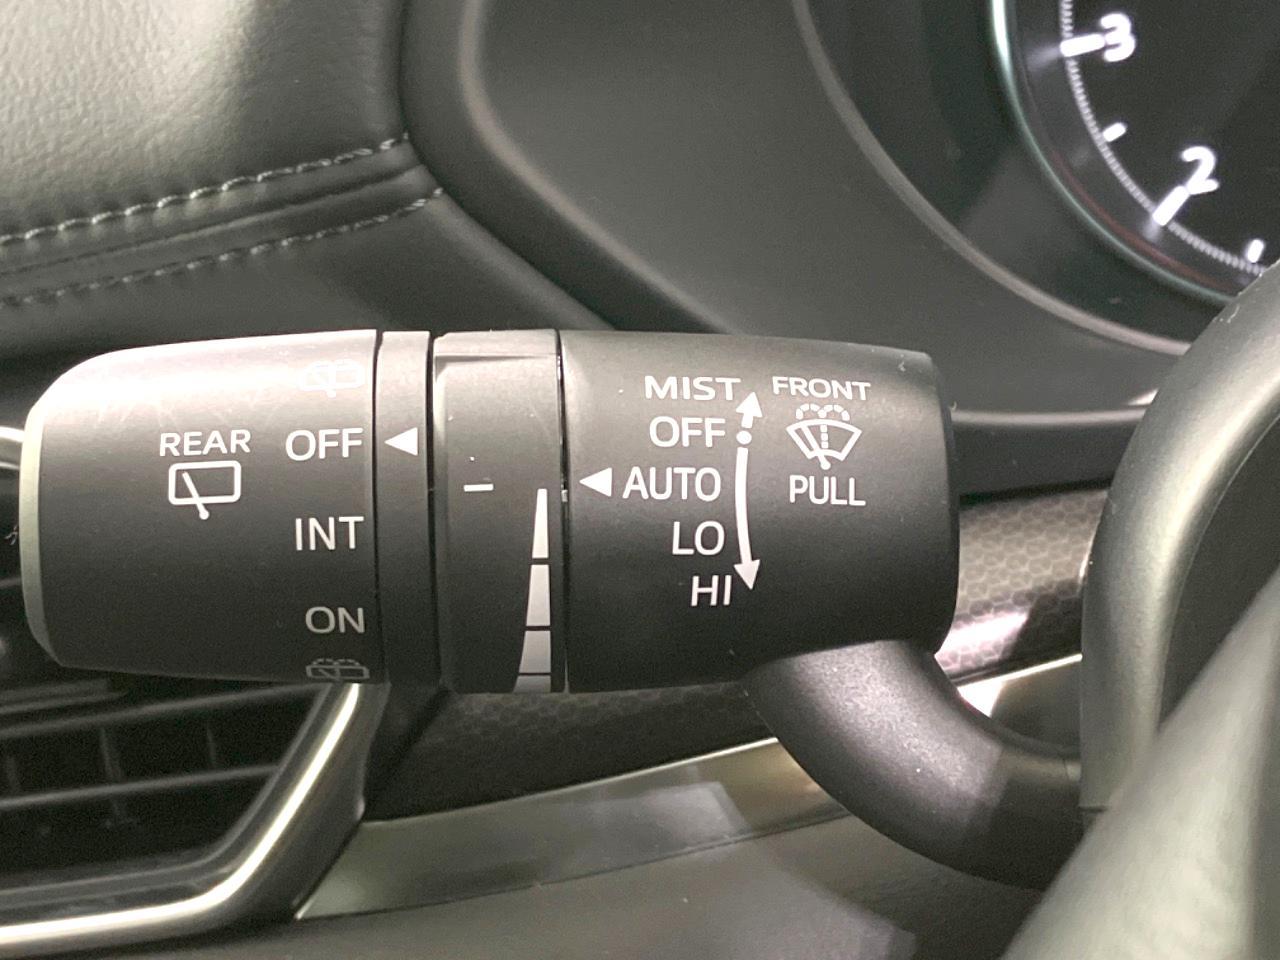 3
2
REAR
OFF
INT
ON
MIST
OFF
AUTO
LO
HI
FRONT
PULL